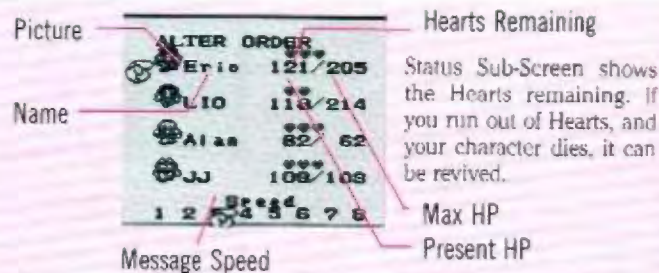 Picture
Name
Message Speed
ALTER ORDER
Eric 121/205
LIO 113/214
Alan 82/ 62
JJ 109/109
Speed
1 2 3 4 5 6 7 8
Hearts Remaining
Status Sub-Screen shows
the Hearts remaining. If
you run out of Hearts, and
your character dies, it can
be revived.
Max HP
Present HP